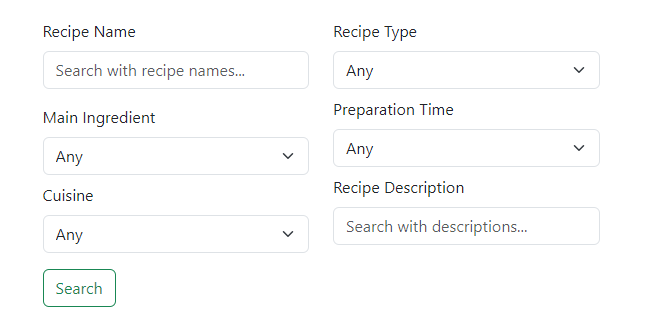 Recipe Name
Search with recipe names...
Main Ingredient
Any
Cuisine
Any
Search
Recipe Type
Any
Preparation Time
Any
Recipe Description
Search with descriptions...